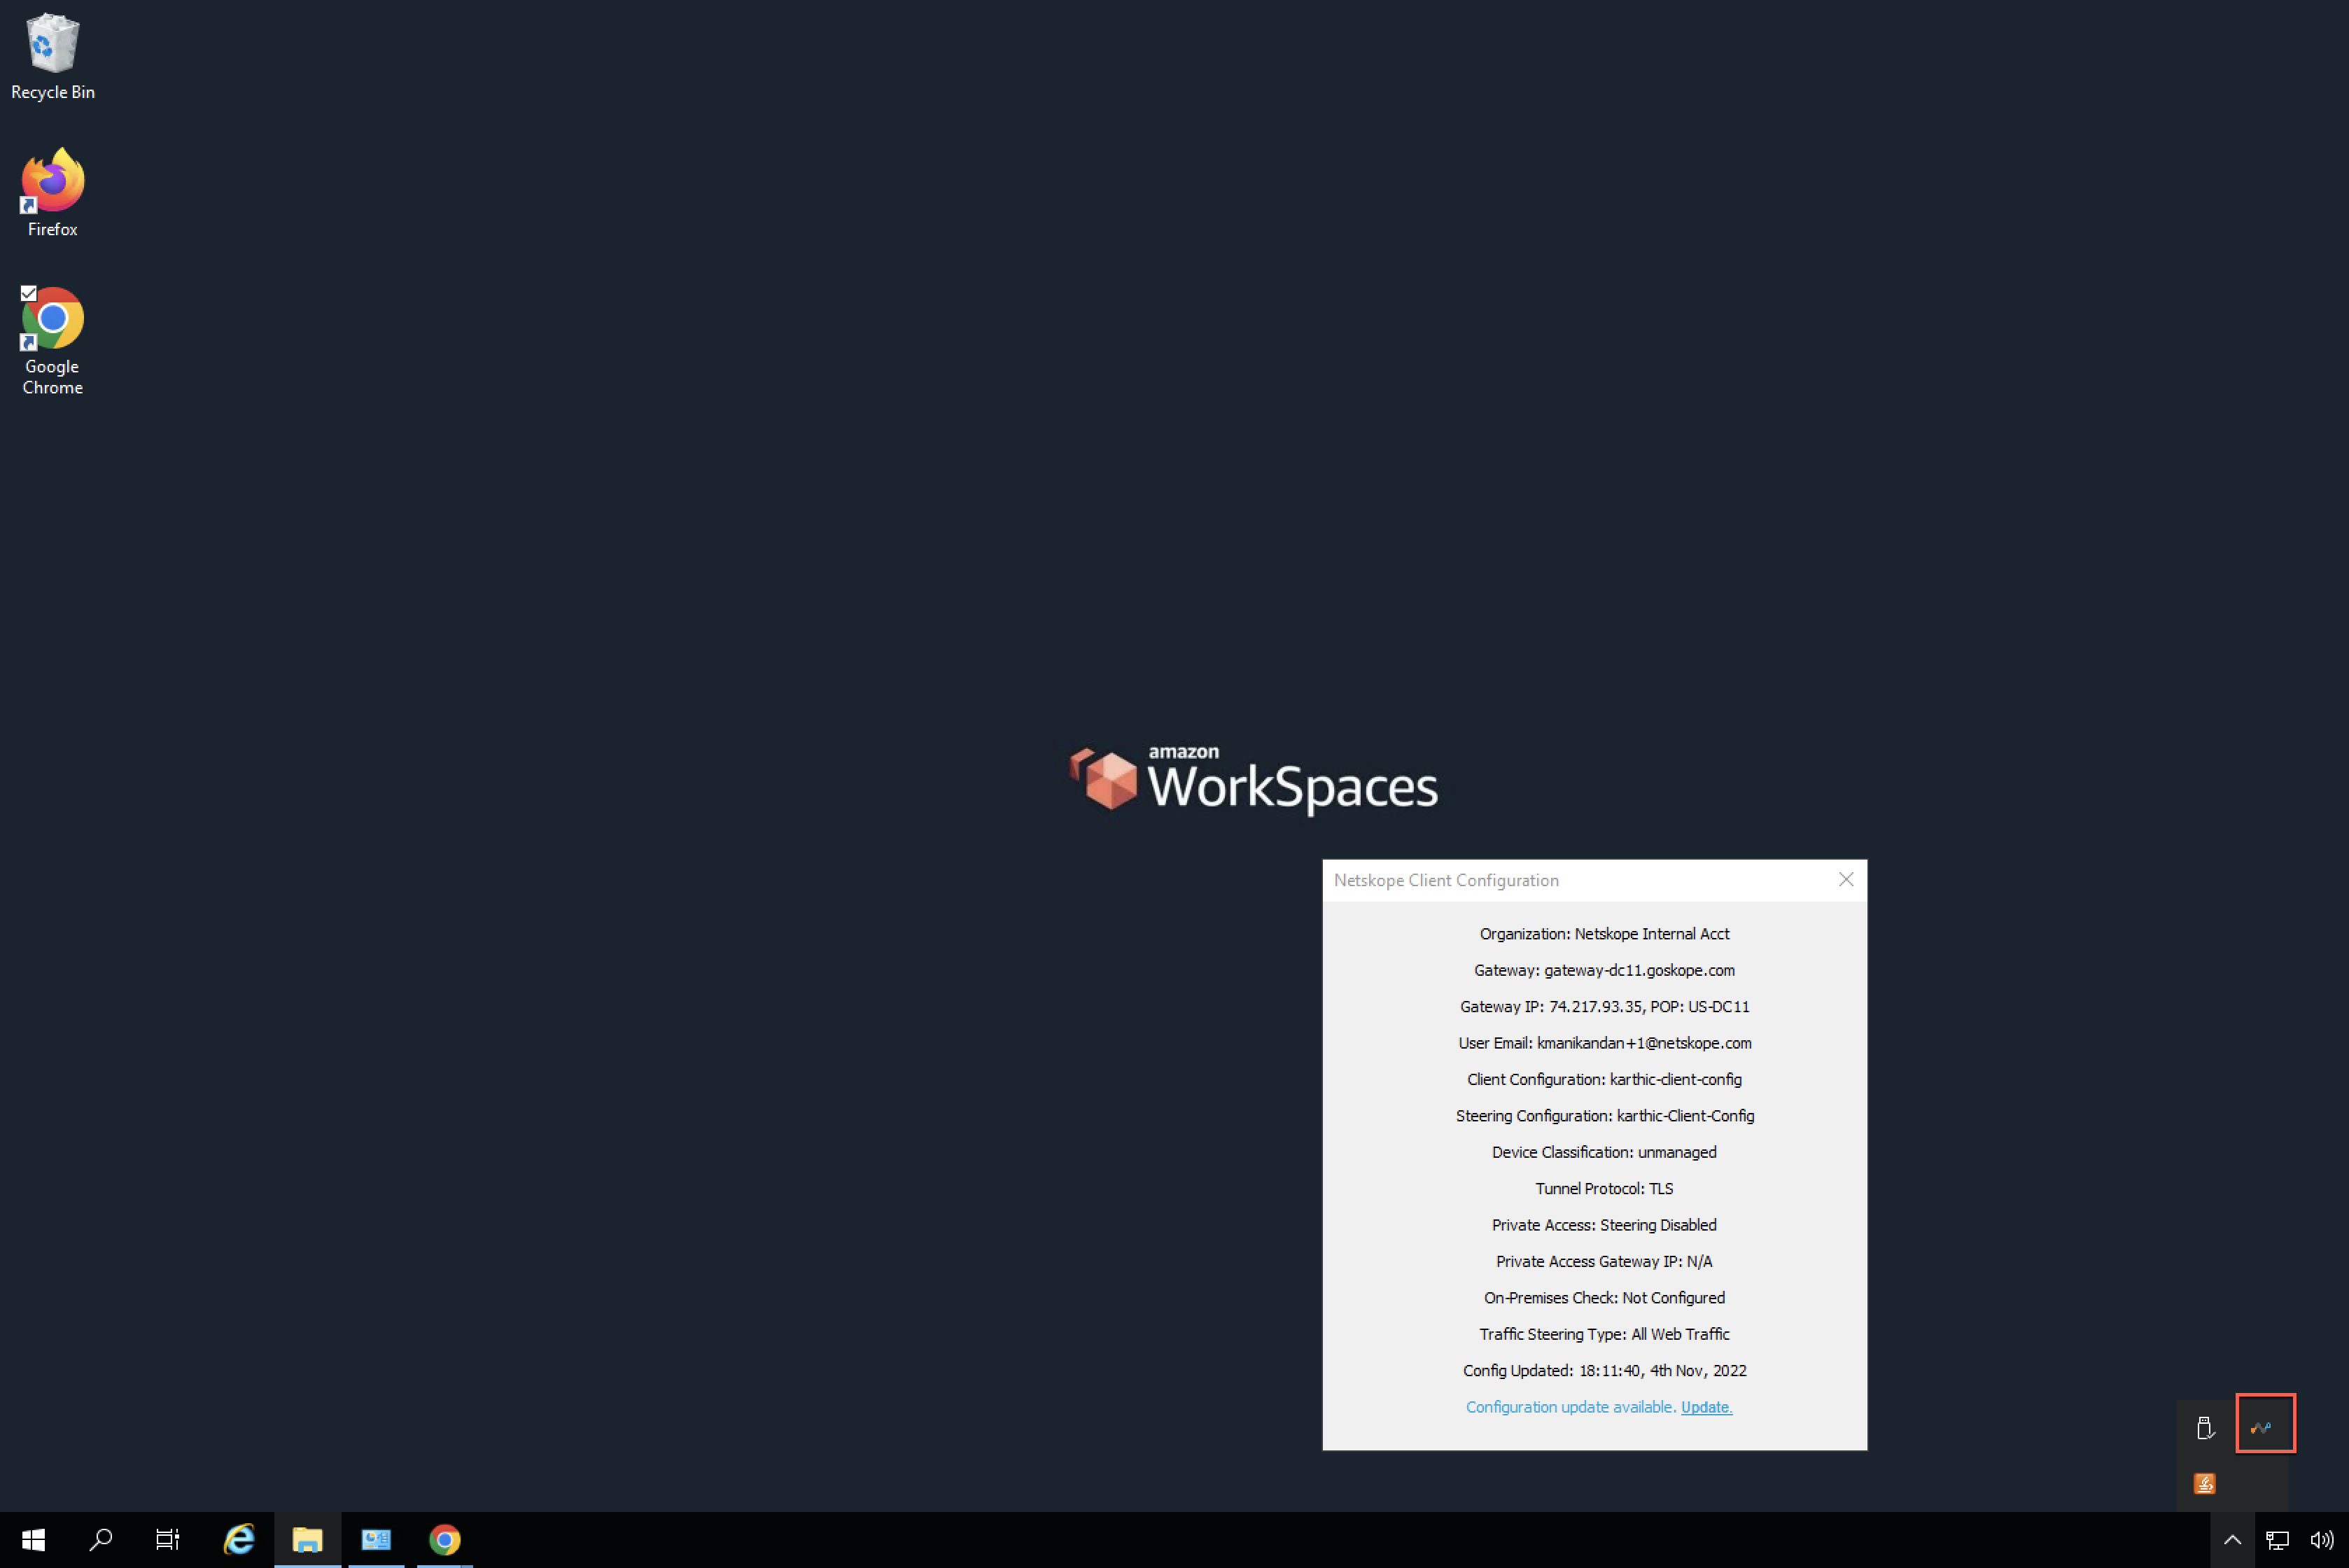 Recycle Bin
Firefox
Google
Chrome
amazon
WorkSpaces
Netskope Client Configuration
Organization: Netskope Internal Acct
Gateway: gateway-dc11.goskope.com
Gateway IP: 74.217.93.35, POP: US-DC11
User Email: kmanikandan+1@netskope.com
Client Configuration: karthic-client-config
Steering Configuration: karthic-Client-Config
Device Classification: unmanaged
Tunnel Protocol: TLS
Private Access: Steering Disabled
Private Access Gateway IP: N/A
On-Premises Check: Not Configured
Traffic Steering Type: All Web Traffic
Config Updated: 18:11:40, 4th Nov, 2022
Configuration update available. Update.